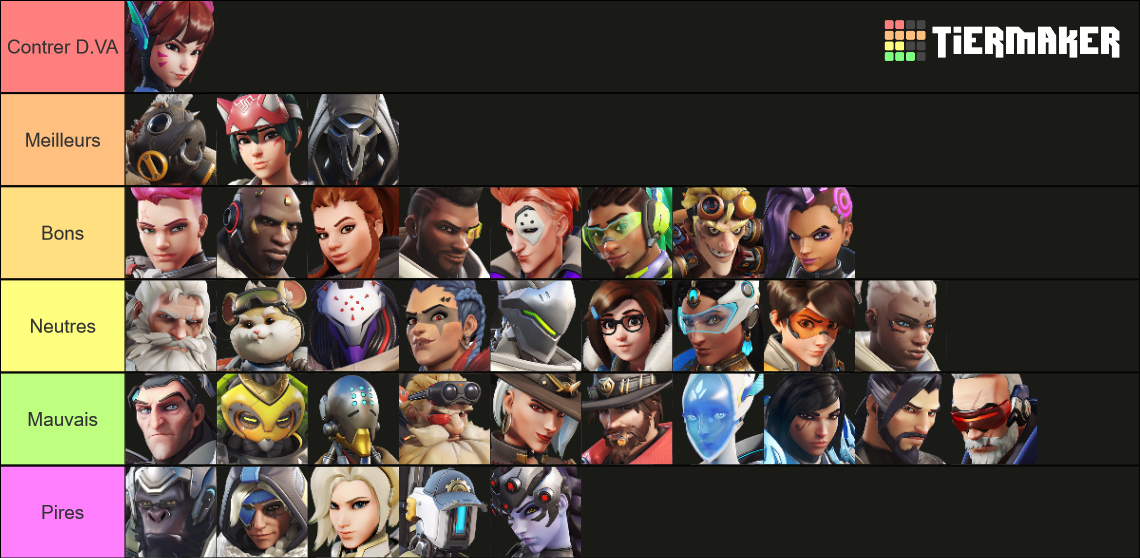 Contrer D.VA
TiERMAKER
Meilleurs
Bons
Neutres
Mauvais
Pires